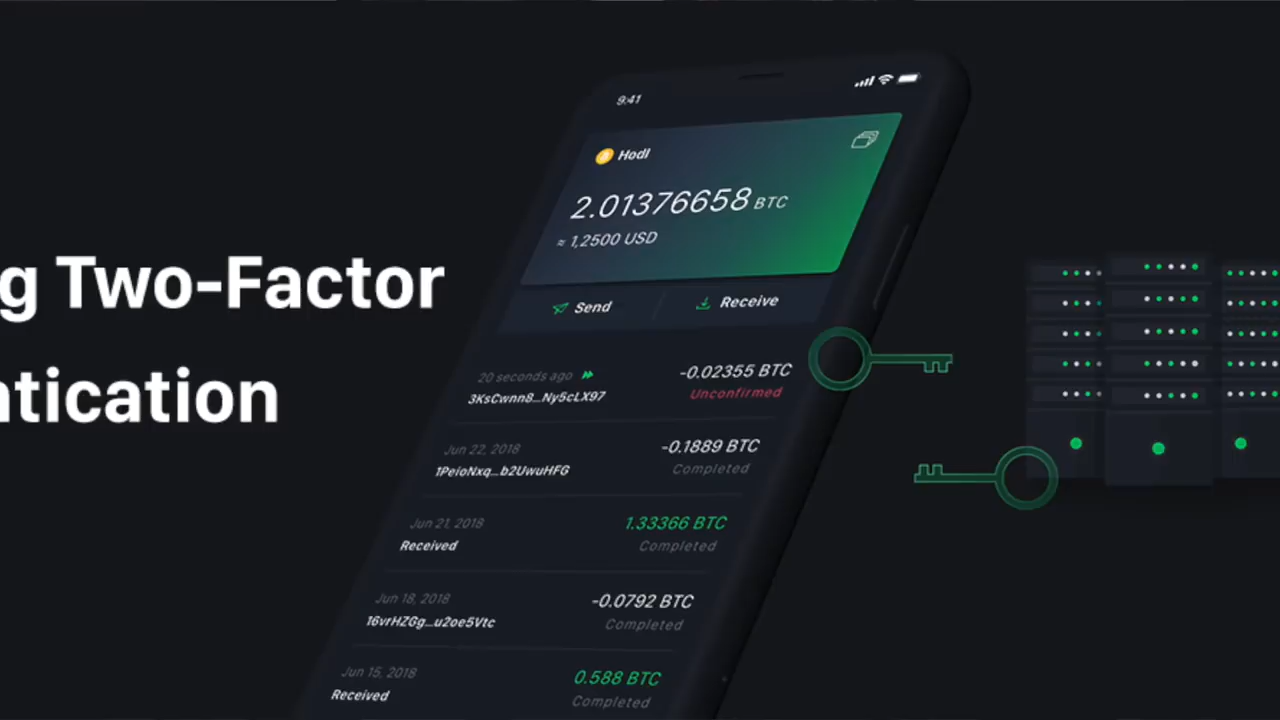 g Two-Factor
tication
9:41
Hodl
2.01376658 BTC
≈ 1,2500 USD
Send
Receive
20 seconds ago
-0.02355 BTC
3KsCwnn8...Ny5cLX97
Unconfirmed
Jun 22, 2018
-0.1889 BTC
1PeioNxq...b2UwuHFG
Completed
Jun 21, 2018
1.33366 BTC
Received
Completed
Jun 18, 2018
-0.0792 BTC
16vrHZGg...u2oe5Vtc
Completed
Jun 15, 2018
0.588 BTC
Received
Completed